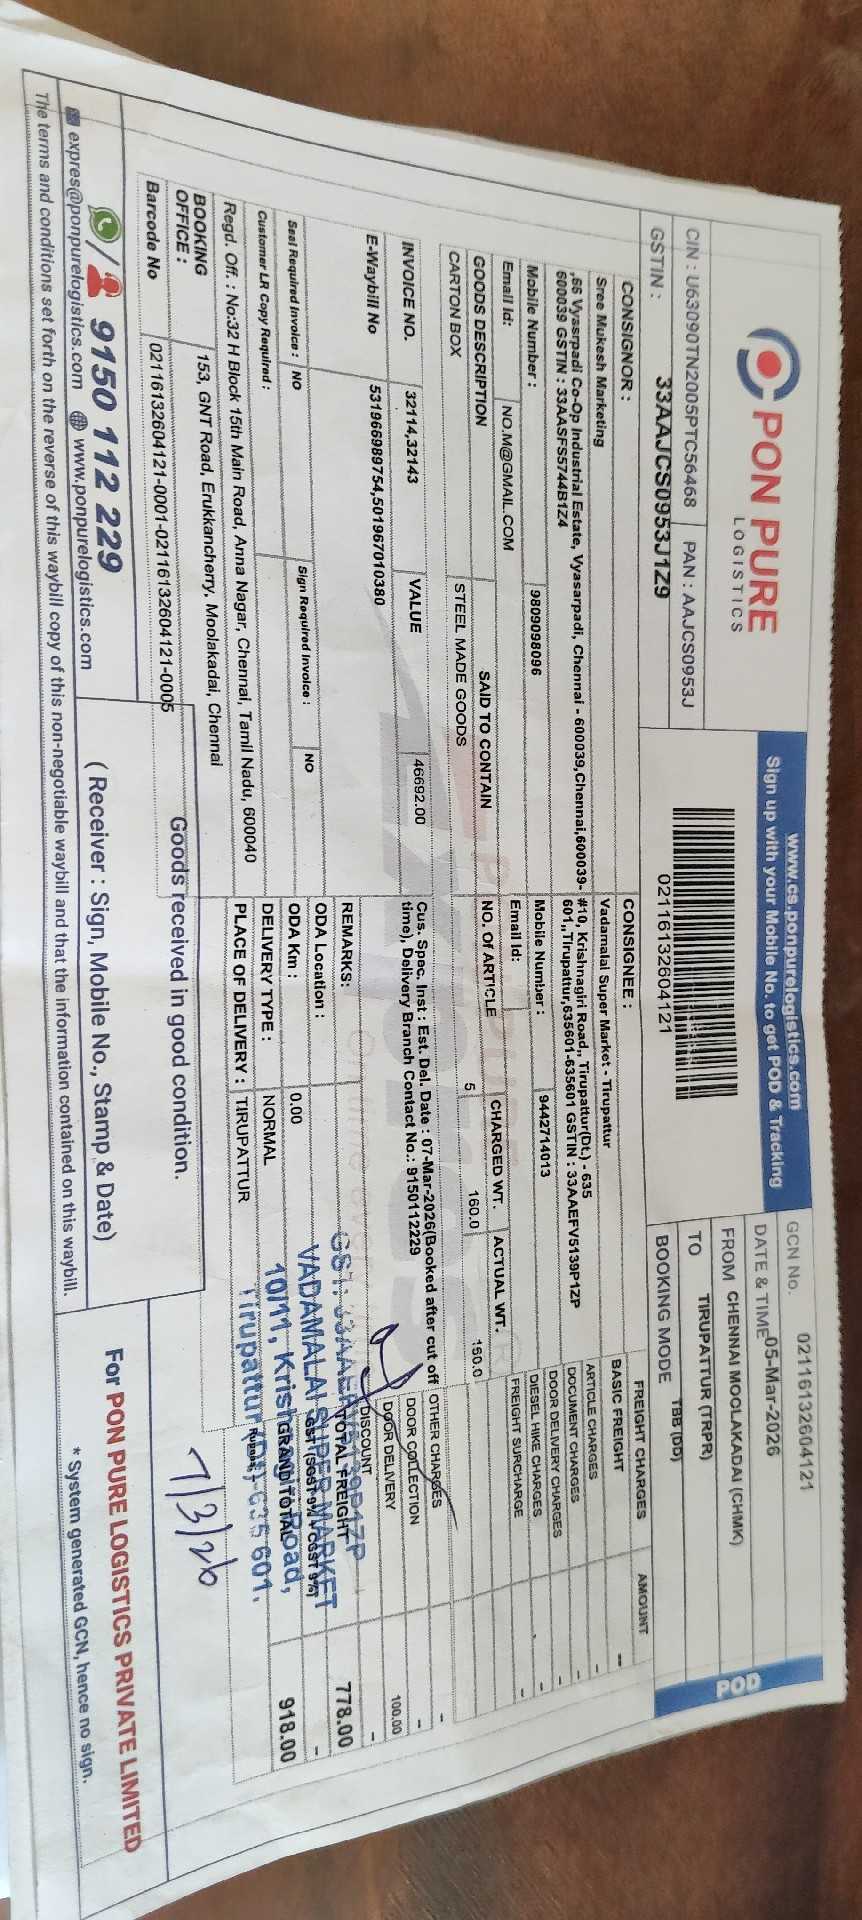 PON PURE
LOGISTICS
CIN : U63090TN2005PTC56468 PAN : AAJCS0953J
GSTIN : 33AAJCS0953J1Z9
www.cs.ponpurelogistics.com
Sign up with your Mobile No. to get POD & Tracking
02116132604121
POD
GCN No. 02116132604121
DATE & TIME 05-Mar-2026
FROM CHENNAI MOOLAKADAI (CHMK)
TO TIRUPATTUR (TRPR)
BOOKING MODE TBB (DD)
CONSIGNOR :
Sree Mukesh Marketing
,66 Vyasrpadi Co-Op Industrial Estate, Vyasarpadi, Chennai - 600039,Chennai,600039-
600039 GSTIN : 33AASFS5744B1Z4
Mobile Number : 9809098096
Email Id: NO.M@GMAIL.COM
CONSIGNEE :
Vadamalai Super Market - Tirupattur
#10, Krishnagiri Road,, Tirupattur(Dt.) - 635
601,,Tirupattur,635601-635601 GSTIN : 33AAEFV5139P1ZP
Mobile Number : 9442714013
Email Id:
GOODS DESCRIPTION SAID TO CONTAIN NO. Of ARTICLE CHARGED WT. ACTUAL WT.
CARTON BOX STEEL MADE GOODS 5 160.0 150.0
INVOICE NO. 32114,32143 VALUE 46692.00
E-Waybill No 531966989754,501967010380
Cus. Spec. Inst : Est. Del. Date : 07-Mar-2026(Booked after cut off
time), Delivery Branch Contact No.: 9150112229
Seal Required Invoice : NO Sign Required Invoice : NO
Customer LR Copy Required :
REMARKS:
ODA Location :
ODA Km : 0.00
DELIVERY TYPE : NORMAL
PLACE OF DELIVERY : TIRUPATTUR
FREIGHT CHARGES AMOUNT
BASIC FREIGHT --
ARTICLE CHARGES --
DOCUMENT CHARGES --
DOOR DELIVERY CHARGES --
DIESEL HIKE CHARGES --
FREIGHT SURCHARGE --
OTHER CHARGES --
DOOR COLLECTION --
DOOR DELIVERY 100.00
DISCOUNT --
TOTAL FREIGHT 778.00
GST (SGST 9% + CGST 9%) --
GRAND TOTAL 918.00
Rupees
GST: 33AAEFV5139P1ZP
VADAMALAI SUPER MARKET
10/11, Krishnagiri Road,
Tirupattur (Dt)-635 601.
7/3/26
Regd. Off. : No:32 H Block 15th Main Road, Anna Nagar, Chennai, Tamil Nadu, 600040
BOOKING OFFICE : 153, GNT Road, Erukkanchery, Moolakadai, Chennai
Barcode No 02116132604121-0001-02116132604121-0005
Goods received in good condition.
( Receiver : Sign, Mobile No., Stamp & Date)
9150 112 229
expres@ponpurelogistics.com www.ponpurelogistics.com
The terms and conditions set forth on the reverse of this waybill copy of this non-negotiable waybill and that the information contained on this waybill.
For PON PURE LOGISTICS PRIVATE LIMITED
* System generated GCN, hence no sign.